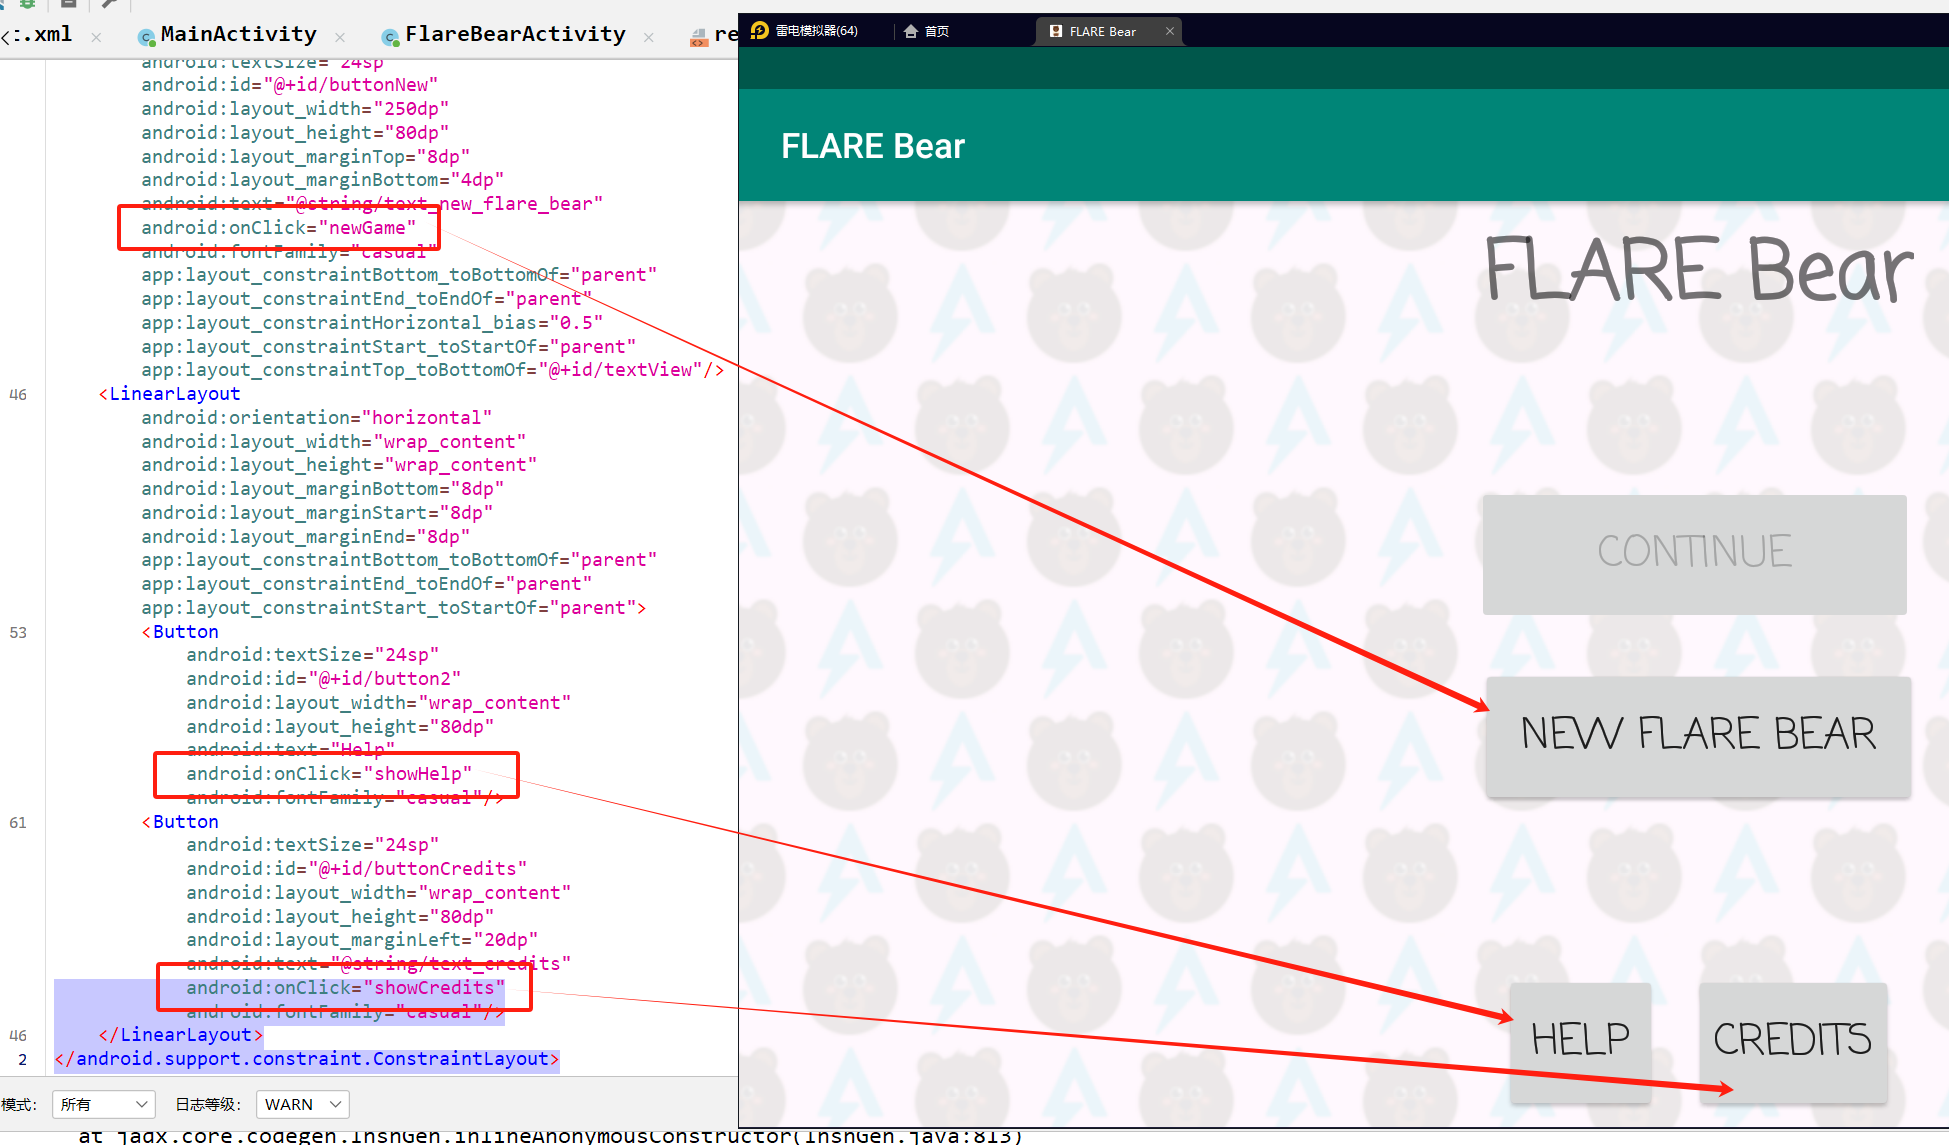 :.xml
MainActivity
FlareBearActivity
re
android:textSize="24sp"
android:id="@+id/buttonNew"
android:layout_width="250dp"
android:layout_height="80dp"
android:layout_marginTop="8dp"
android:layout_marginBottom="4dp"
android:text="@string/text_new_flare_bear"
android:onClick="newGame"
android:fontFamily="casual"
app:layout_constraintBottom_toBottomOf="parent"
app:layout_constraintEnd_toEndOf="parent"
app:layout_constraintHorizontal_bias="0.5"
app:layout_constraintStart_toStartOf="parent"
app:layout_constraintTop_toBottomOf="@+id/textView"/>
46 <LinearLayout
android:orientation="horizontal"
android:layout_width="wrap_content"
android:layout_height="wrap_content"
android:layout_marginBottom="8dp"
android:layout_marginStart="8dp"
android:layout_marginEnd="8dp"
app:layout_constraintBottom_toBottomOf="parent"
app:layout_constraintEnd_toEndOf="parent"
app:layout_constraintStart_toStartOf="parent">
53 <Button
android:textSize="24sp"
android:id="@+id/button2"
android:layout_width="wrap_content"
android:layout_height="80dp"
android:text="Help"
android:onClick="showHelp"
android:fontFamily="casual"/>
61 <Button
android:textSize="24sp"
android:id="@+id/buttonCredits"
android:layout_width="wrap_content"
android:layout_height="80dp"
android:layout_marginLeft="20dp"
android:text="@string/text_credits"
android:onClick="showCredits"
android:fontFamily="casual"/>
46 </LinearLayout>
2 </android.support.constraint.ConstraintLayout>
模式： 所有 日志等级： WARN
at jadx.core.codegen.InsnGen.inlineAnonymousConstructor(InsnGen.java:813)
雷电模拟器(64)
首页
FLARE Bear
FLARE Bear
FLARE Bear
CONTINUE
NEW FLARE BEAR
HELP
CREDITS